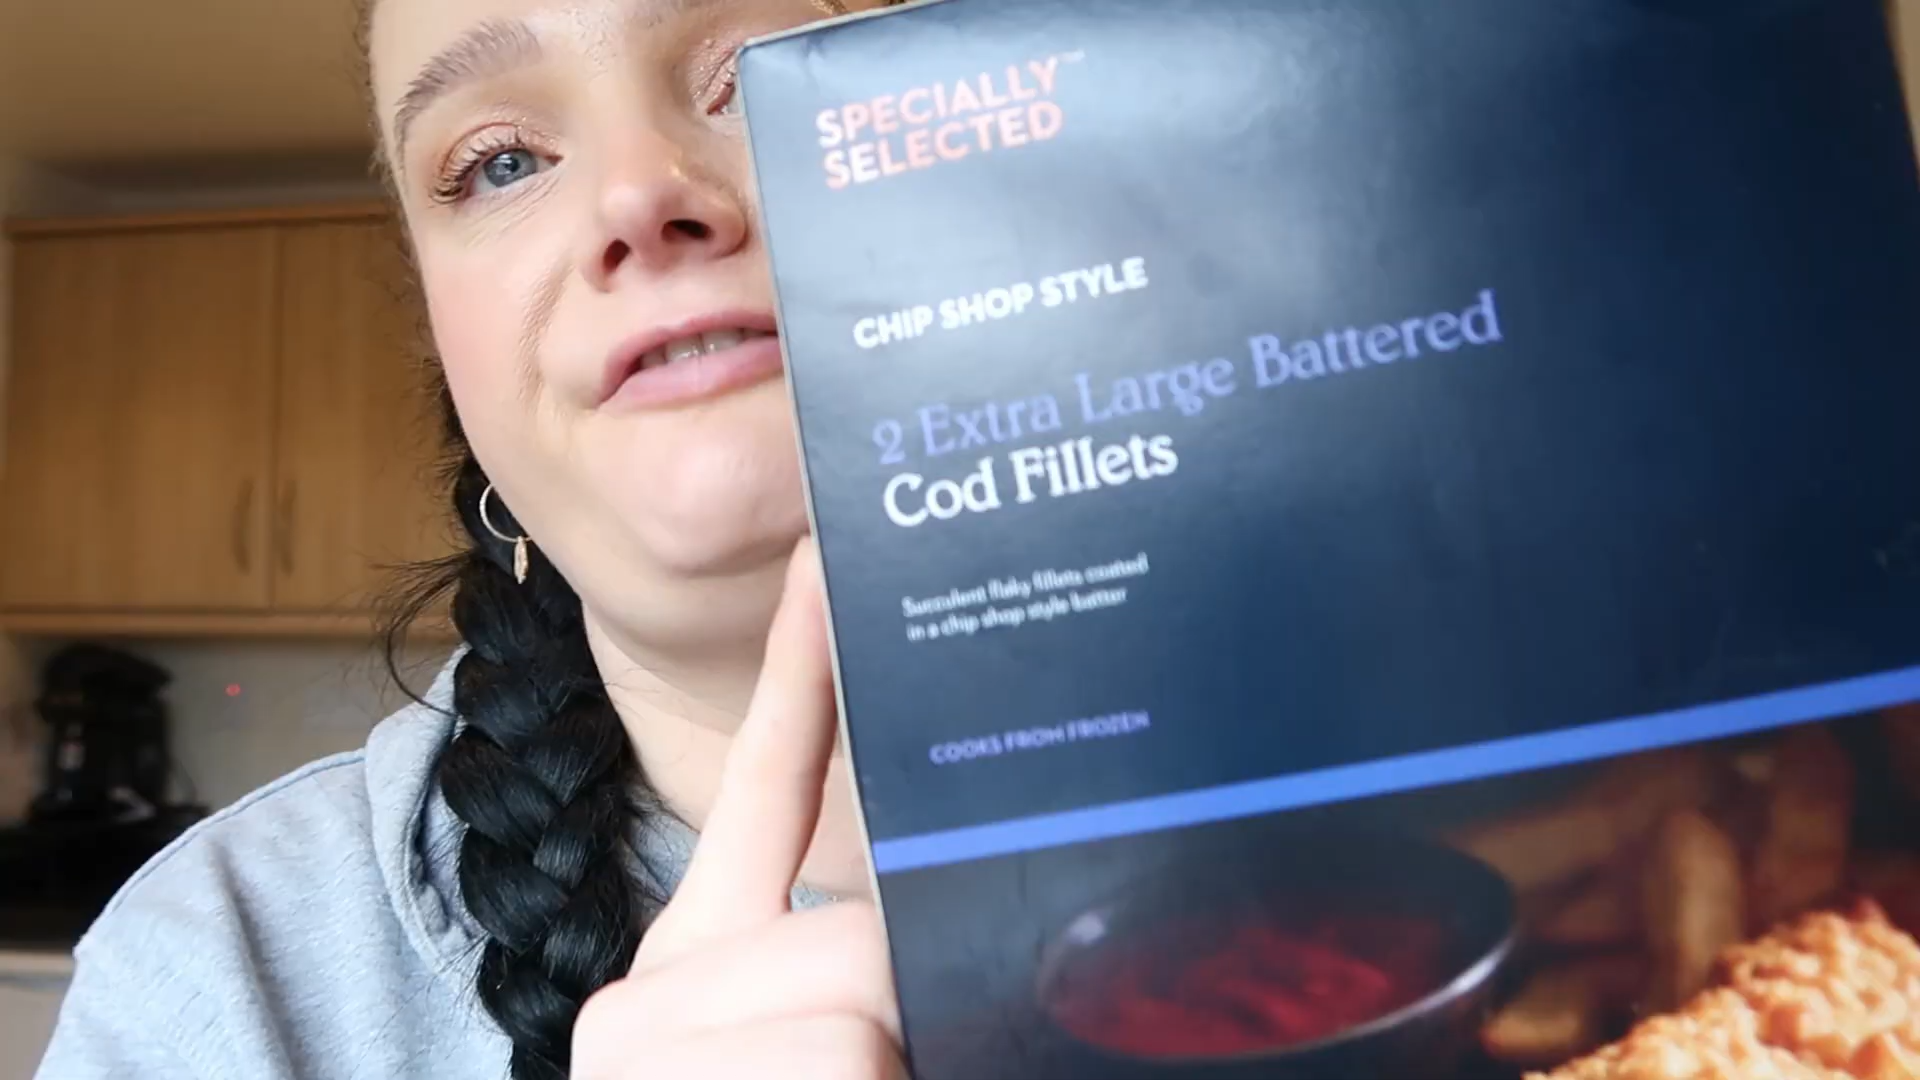 SPECIALLY™
SELECTED
CHIP SHOP STYLE
2 Extra Large Battered
Cod Fillets
Succulent flaky fillets coated
in a chip shop style batter
COOKS FROM FROZEN